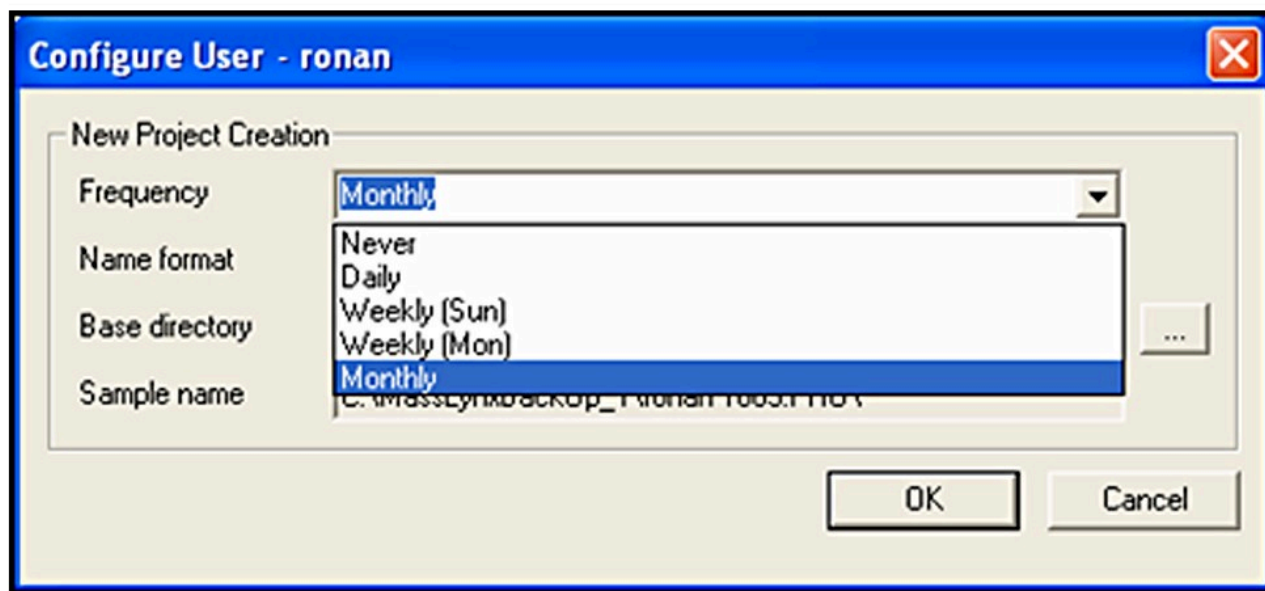 Configure User - ronan
New Project Creation
Frequency
Monthly
Name format
Never
Daily
Weekly (Sun)
Weekly (Mon)
Monthly
Base directory
...
Sample name
OK
Cancel